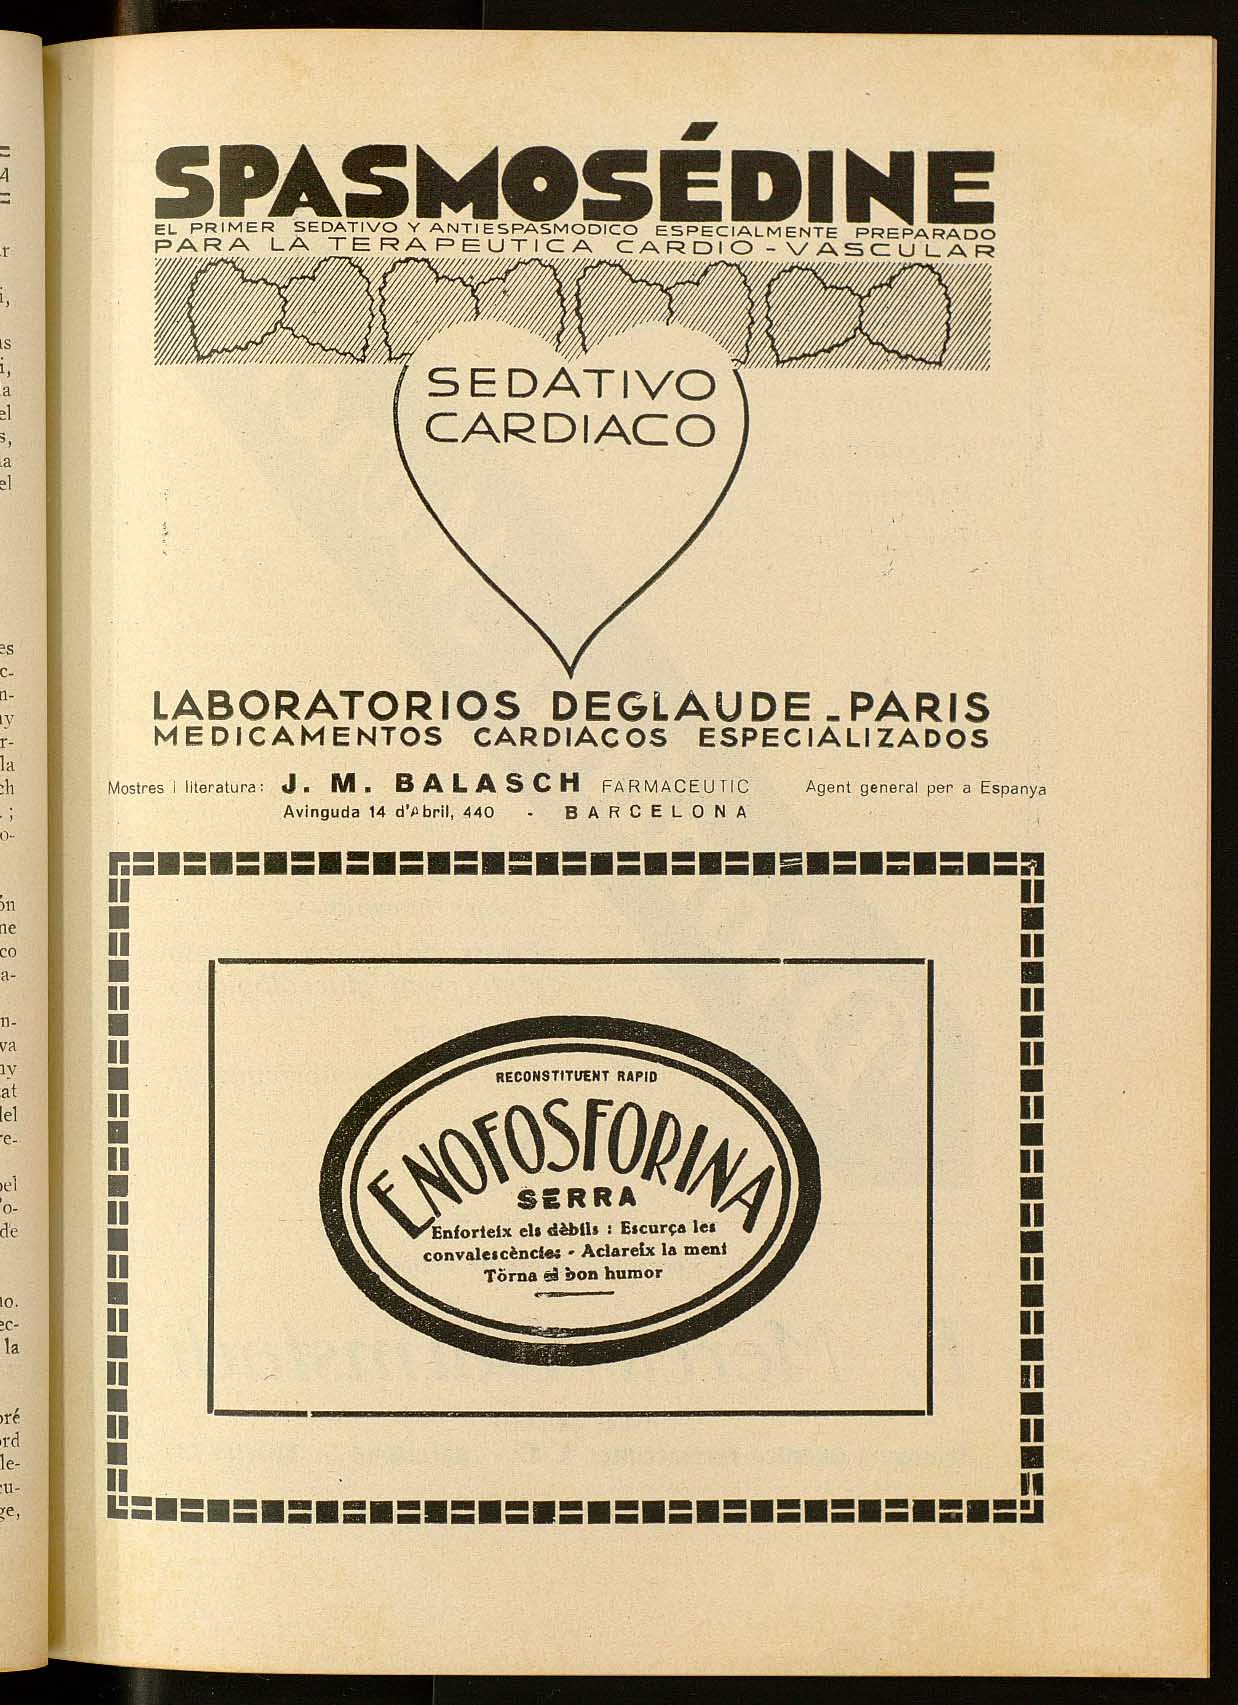 SPASMOSÉDINE
EL PRIMER SEDATIVO Y ANTIESPASMODICO ESPECIALMENTE PREPARADO
PARA LA TERAPEUTICA CARDIO-VASCULAR
SEDATIVO
CARDIACO
LABORATORIOS DEGLAUDE - PARIS
MEDICAMENTOS CARDIACOS ESPECIALIZADOS
Mostres i literatura: J. M. BALASCH FARMACEUTIC Agent general per a Espanya
Avinguda 14 d'Abril, 440 - BARCELONA
RECONSTITUENT RAPID
ENOFOSFORINA
SERRA
Enforteix els dèbils : Escurça les
convalescències - Aclareix la ment
Tòrna el bon humor